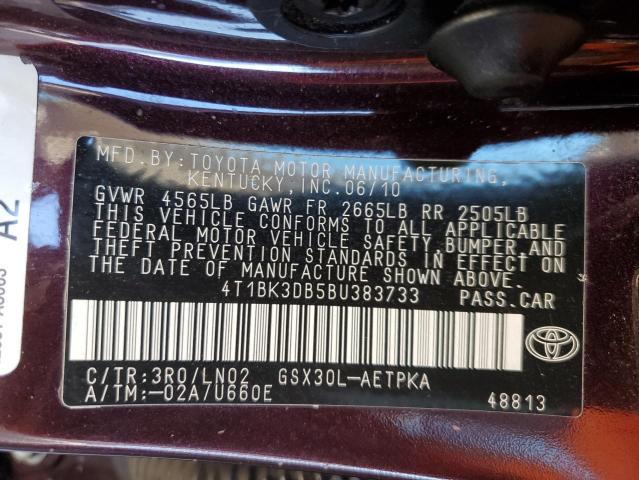 MFD.BY:TOYOTA MOTOR MANUFACTURING,
KENTUCKY,INC.06/10
GVWR 4565LB GAWR FR 2665LB RR 2505LB
THIS VEHICLE CONFORMS TO ALL APPLICABLE
FEDERAL MOTOR VEHICLE SAFETY, BUMPER AND
THEFT PREVENTION STANDARDS IN EFFECT ON
THE DATE OF MANUFACTURE SHOWN ABOVE.
4T1BK3DB5BU383733 PASS.CAR
C/TR:3R0/LN02 GSX30L-AETPKA
A/TM:-02A/U660E 48813
TOYOTA
A2